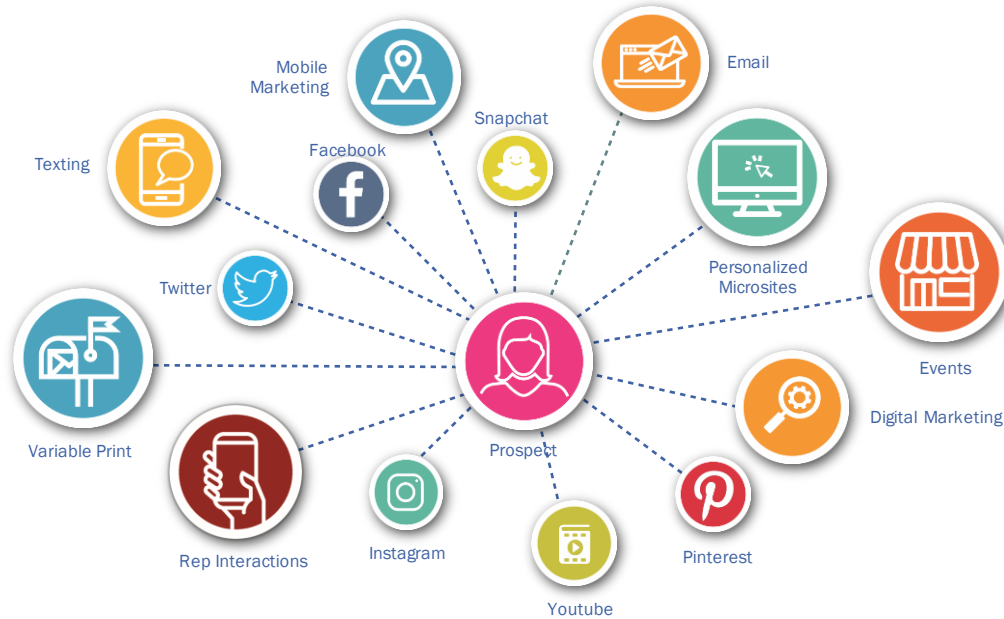 Mobile
Marketing
Email
Snapchat
Facebook
Texting
Personalized
Microsites
Twitter
Events
Digital Marketing
Prospect
Variable Print
Rep Interactions
Instagram
Pinterest
Youtube